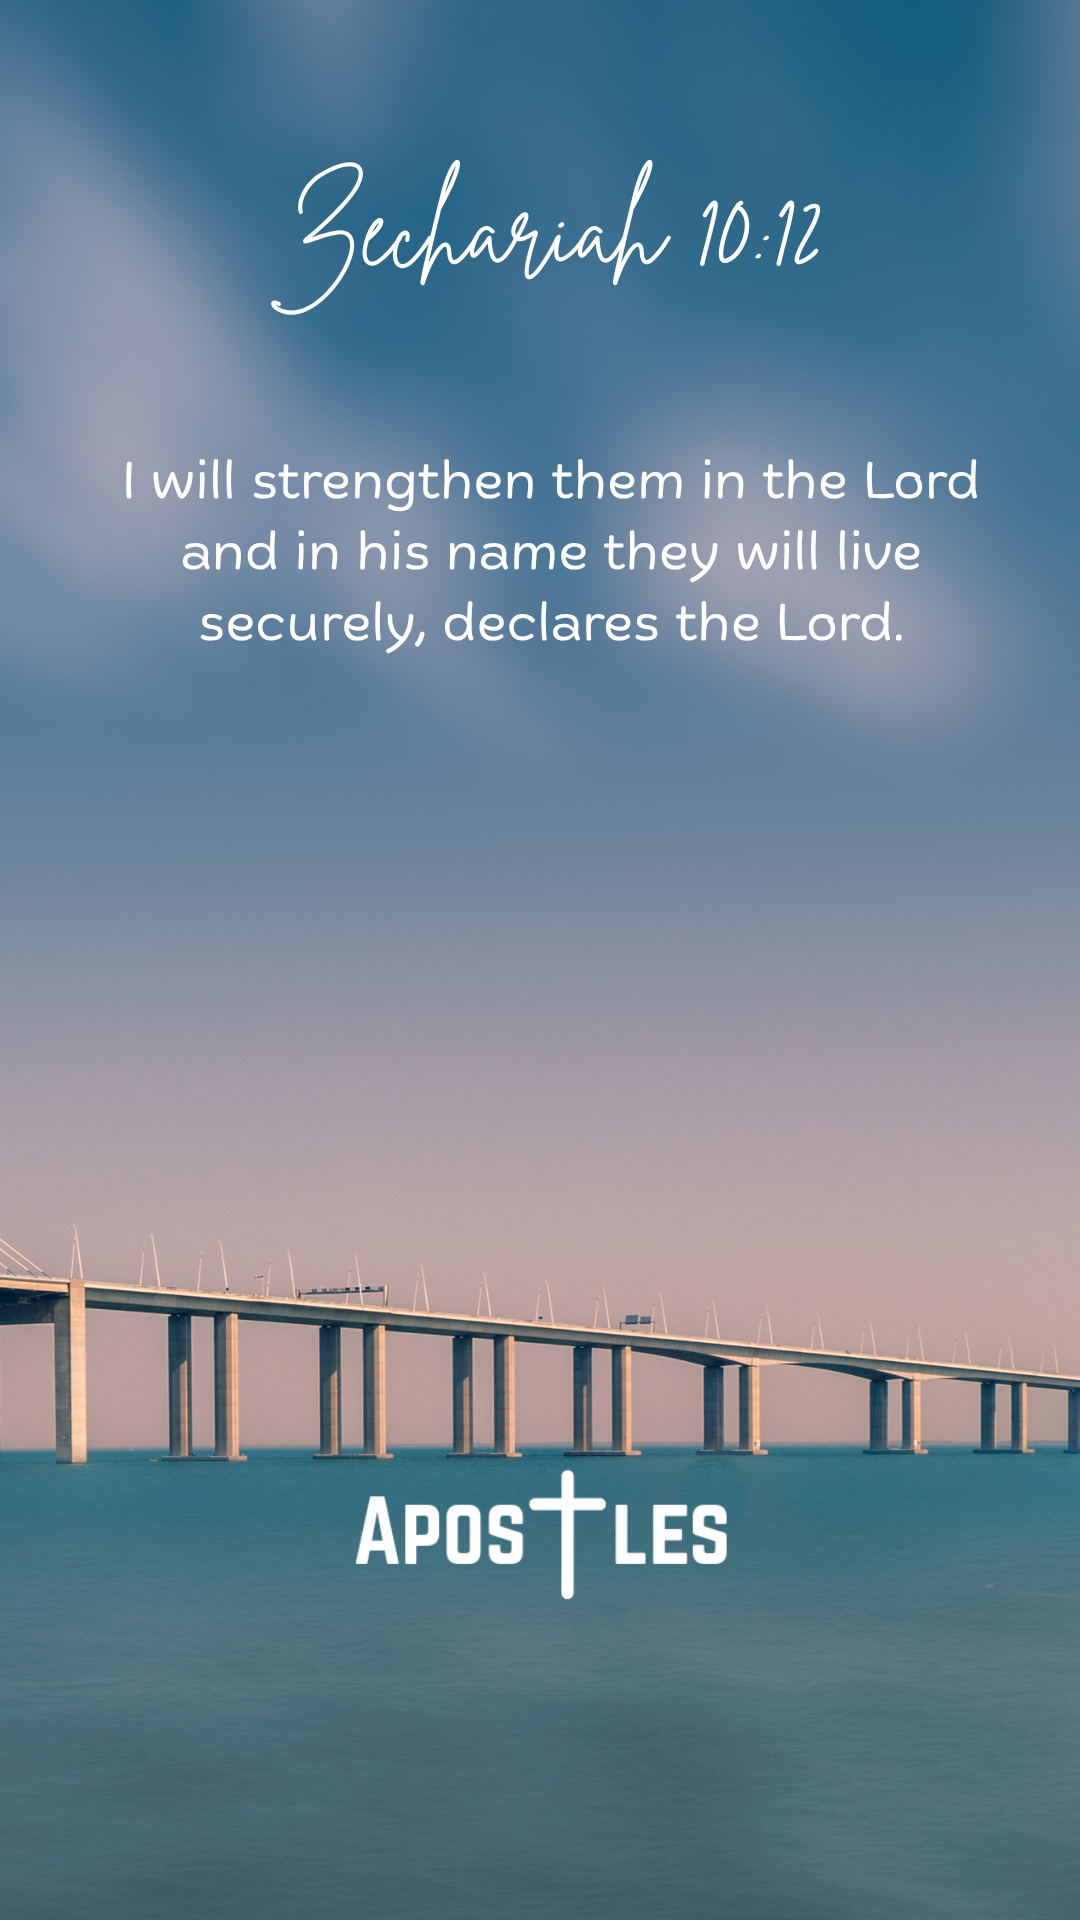 Zechariah 10:12
I will strengthen them in the Lord
and in his name they will live
securely, declares the Lord.
APOSTLES